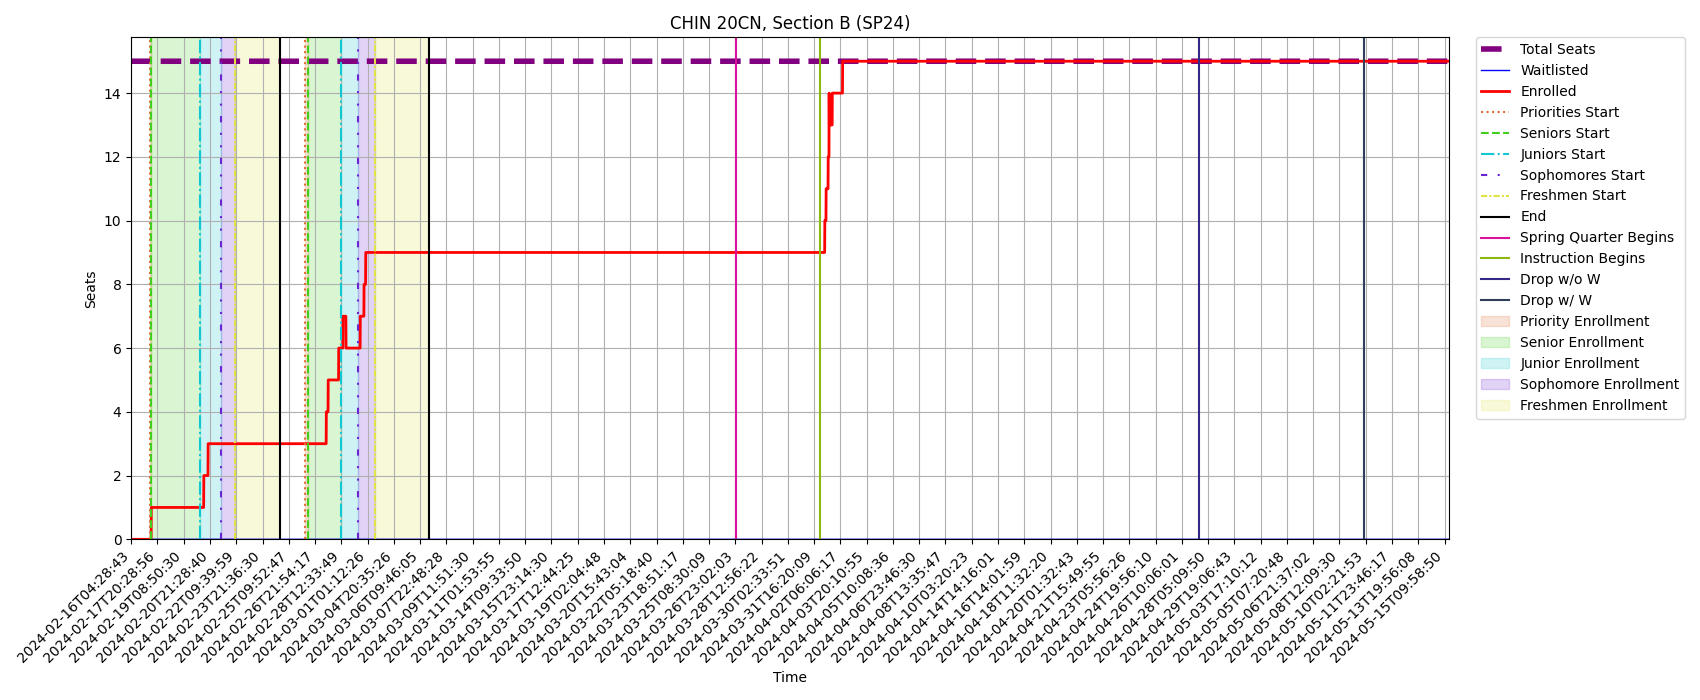 CHIN 20CN, Section B (SP24)
Seats
14
12
10
8
6
4
2
0
2024-02-16T04:28:43
2024-02-17T20:28:56
2024-02-19T08:50:30
2024-02-20T21:28:40
2024-02-22T09:39:59
2024-02-23T21:36:30
2024-02-25T09:52:47
2024-02-26T21:54:17
2024-02-28T12:33:49
2024-03-01T01:12:26
2024-03-04T20:35:26
2024-03-06T09:46:05
2024-03-07T22:48:28
2024-03-09T11:51:30
2024-03-11T01:53:55
2024-03-14T09:33:50
2024-03-15T23:14:30
2024-03-17T12:44:25
2024-03-19T02:04:48
2024-03-20T15:43:04
2024-03-22T05:18:40
2024-03-23T18:51:17
2024-03-25T08:30:09
2024-03-26T23:02:03
2024-03-28T12:56:22
2024-03-30T02:33:51
2024-03-31T16:20:09
2024-04-02T06:06:17
2024-04-03T20:10:55
2024-04-05T10:08:36
2024-04-06T23:46:30
2024-04-08T13:35:47
2024-04-10T03:20:23
2024-04-14T14:16:01
2024-04-16T14:01:59
2024-04-18T11:32:20
2024-04-20T01:32:43
2024-04-21T15:49:55
2024-04-23T05:56:26
2024-04-24T19:56:10
2024-04-26T10:06:01
2024-04-28T05:09:50
2024-04-29T19:06:43
2024-05-03T17:10:12
2024-05-05T07:20:48
2024-05-06T21:37:02
2024-05-08T12:09:30
2024-05-10T02:21:53
2024-05-11T23:46:17
2024-05-13T19:56:08
2024-05-15T09:58:50
Time
Total Seats
Waitlisted
Enrolled
Priorities Start
Seniors Start
Juniors Start
Sophomores Start
Freshmen Start
End
Spring Quarter Begins
Instruction Begins
Drop w/o W
Drop w/ W
Priority Enrollment
Senior Enrollment
Junior Enrollment
Sophomore Enrollment
Freshmen Enrollment